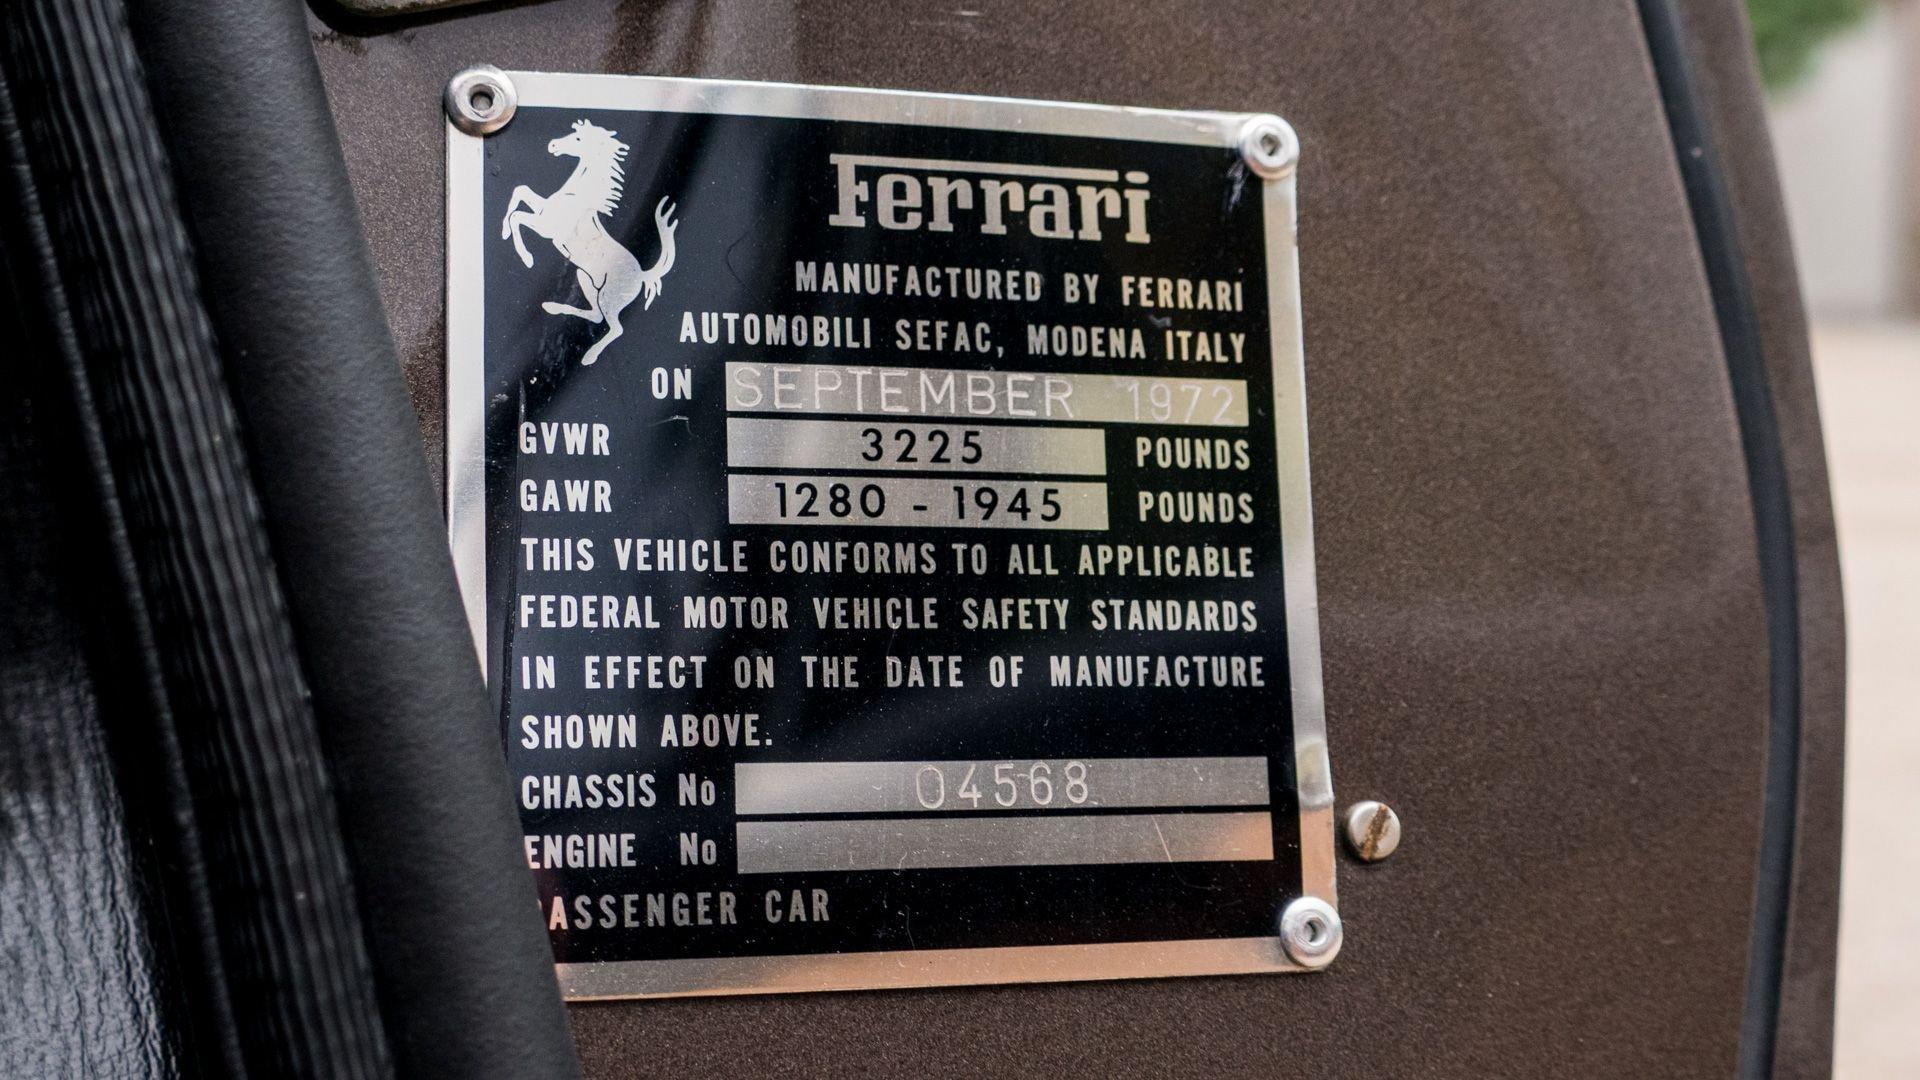 Ferrari
MANUFACTURED BY FERRARI
AUTOMOBILI SEFAC, MODENA ITALY
ON SEPTEMBER 1972
GVWR 3225 POUNDS
GAWR 1280 - 1945 POUNDS
THIS VEHICLE CONFORMS TO ALL APPLICABLE
FEDERAL MOTOR VEHICLE SAFETY STANDARDS
IN EFFECT ON THE DATE OF MANUFACTURE
SHOWN ABOVE.
CHASSIS No 04568
ENGINE No
PASSENGER CAR